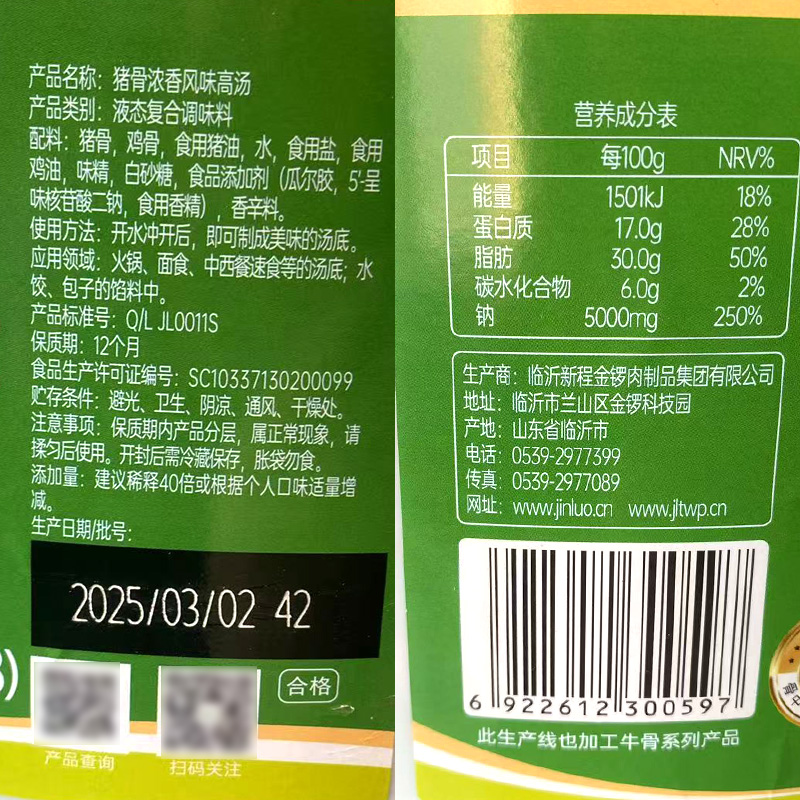 产品名称：猪骨浓香风味高汤
产品类别：液态复合调味料
配料：猪骨，鸡骨，食用猪油，水，食用盐，食用
鸡油，味精，白砂糖，食品添加剂（瓜尔胶，5'-呈
味核苷酸二钠，食用香精），香辛料。
使用方法：开水冲开后，即可制成美味的汤底。
应用领域：火锅、面食、中西餐速食等的汤底；水
饺、包子的馅料中。
产品标准号：Q/L JL0011S
保质期：12个月
食品生产许可证编号：SC10337130200099
贮存条件：避光、卫生、阴凉、通风、干燥处。
注意事项：保质期内产品分层，属正常现象，请
揉匀后使用。开封后需冷藏保存，胀袋勿食。
添加量：建议稀释40倍或根据个人口味适量增
减。
生产日期/批号：
2025/03/02 42
合格
产品查询
扫码关注
营养成分表
项目 每100g NRV%
能量 1501kJ 18%
蛋白质 17.0g 28%
脂肪 30.0g 50%
碳水化合物 6.0g 2%
钠 5000mg 250%
生产商：临沂新程金锣肉制品集团有限公司
地址：临沂市兰山区金锣科技园
产地：山东省临沂市
电话：0539-2977399
传真：0539-2977089
网址：www.jinluo.cn www.jltwp.cn
6 922612 300597
此生产线也加工牛骨系列产品